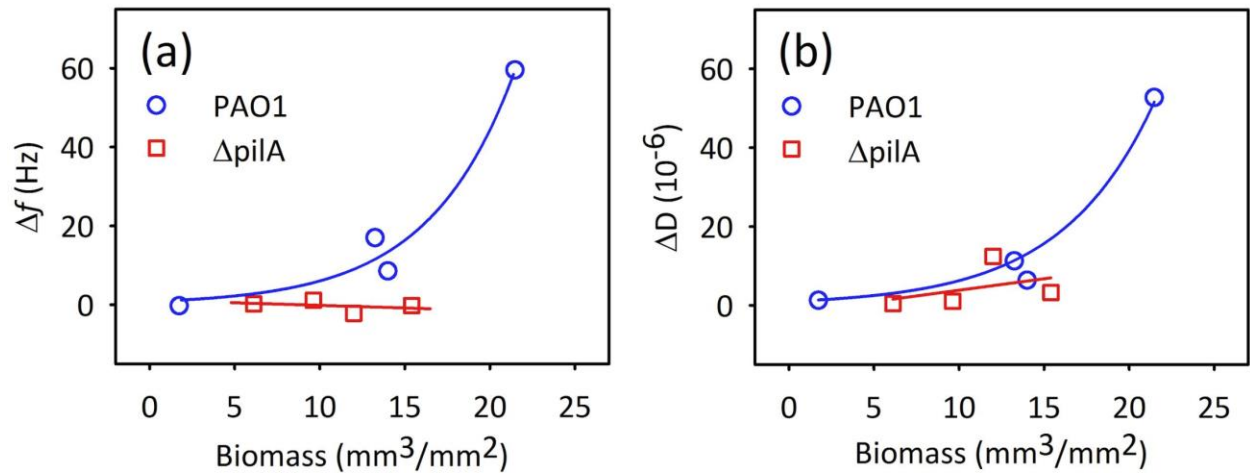 (a)
PAO1
ΔpilA
Δf (Hz)
60
40
20
0
0 5 10 15 20 25
Biomass (mm³/mm²)
(b)
PAO1
ΔpilA
ΔD (10⁻⁶)
60
40
20
0
0 5 10 15 20 25
Biomass (mm³/mm²)